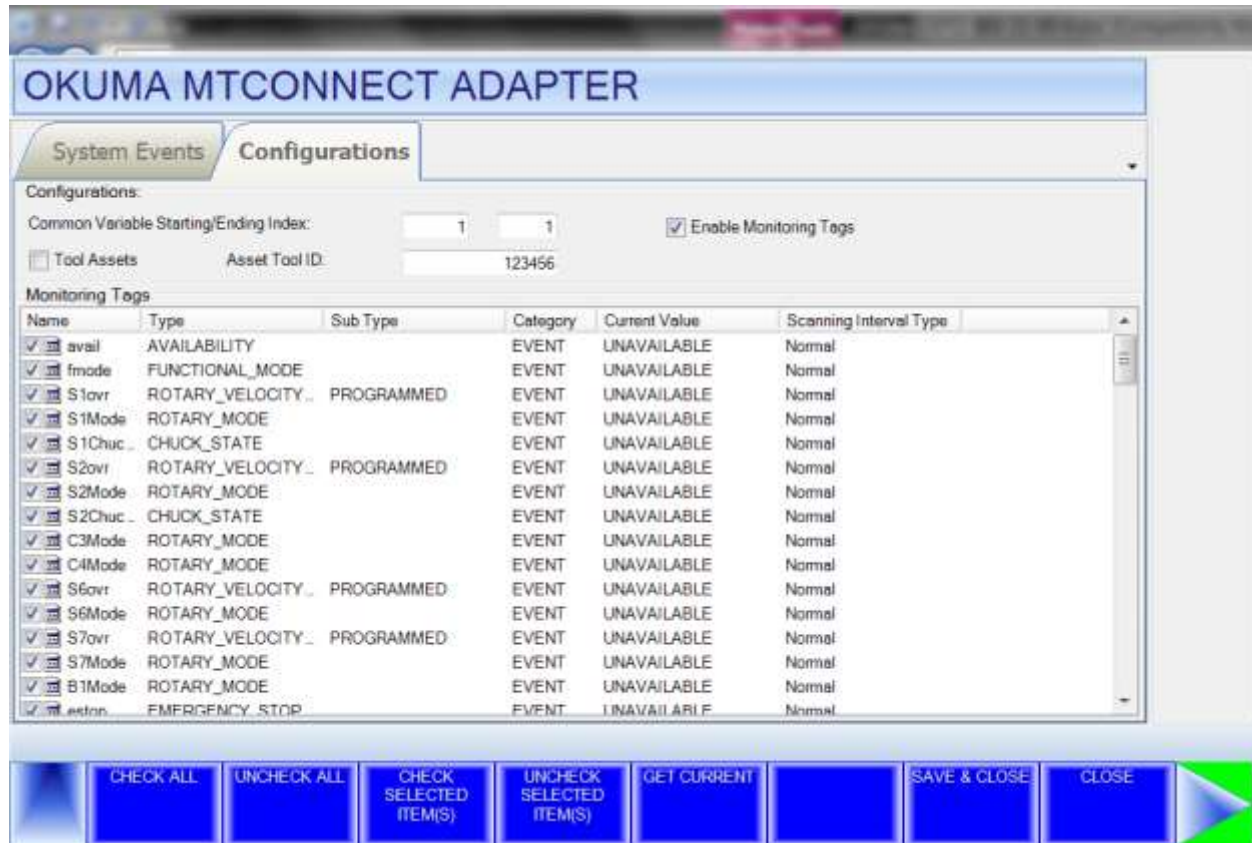 OKUMA MTCONNECT ADAPTER
System Events Configurations
Configurations:
Common Variable Starting/Ending Index: 1 1 Enable Monitoring Tags
Tool Assets Asset Tool ID: 123456
Monitoring Tags
Name Type Sub Type Category Current Value Scanning Interval Type
avail AVAILABILITY EVENT UNAVAILABLE Normal
fmode FUNCTIONAL_MODE EVENT UNAVAILABLE Normal
S1ovr ROTARY_VELOCITY... PROGRAMMED EVENT UNAVAILABLE Normal
S1Mode ROTARY_MODE EVENT UNAVAILABLE Normal
S1Chuc... CHUCK_STATE EVENT UNAVAILABLE Normal
S2ovr ROTARY_VELOCITY... PROGRAMMED EVENT UNAVAILABLE Normal
S2Mode ROTARY_MODE EVENT UNAVAILABLE Normal
S2Chuc... CHUCK_STATE EVENT UNAVAILABLE Normal
C3Mode ROTARY_MODE EVENT UNAVAILABLE Normal
C4Mode ROTARY_MODE EVENT UNAVAILABLE Normal
S6ovr ROTARY_VELOCITY... PROGRAMMED EVENT UNAVAILABLE Normal
S6Mode ROTARY_MODE EVENT UNAVAILABLE Normal
S7ovr ROTARY_VELOCITY... PROGRAMMED EVENT UNAVAILABLE Normal
S7Mode ROTARY_MODE EVENT UNAVAILABLE Normal
B1Mode ROTARY_MODE EVENT UNAVAILABLE Normal
estop EMERGENCY_STOP EVENT UNAVAILABLE Normal
CHECK ALL UNCHECK ALL CHECK SELECTED ITEM(S) UNCHECK SELECTED ITEM(S) GET CURRENT SAVE & CLOSE CLOSE